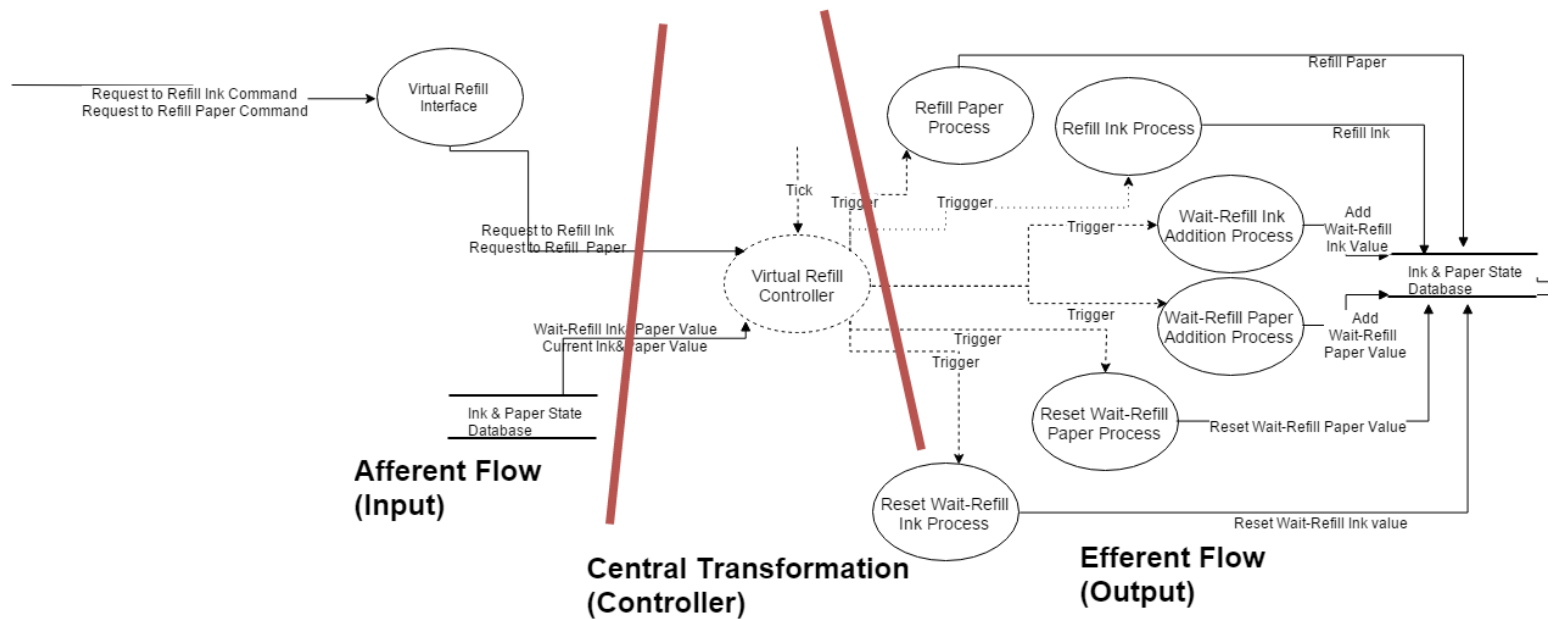 Request to Refill Ink Command
Request to Refill Paper Command
Virtual Refill
Interface
Request to Refill Ink
Request to Refill  Paper
Wait-Refill Ink&Paper Value
Current Ink&Paper Value
Ink & Paper State
Database
Afferent Flow
(Input)
Tick
Virtual Refill
Controller
Central Transformation
(Controller)
Trigger
Triggger
Trigger
Trigger
Trigger
Trigger
Refill Paper
Process
Refill Paper
Refill Ink Process
Refill Ink
Wait-Refill Ink
Addition Process
Add
Wait-Refill
Ink Value
Wait-Refill Paper
Addition Process
Add
Wait-Refill
Paper Value
Ink & Paper State
Database
Reset Wait-Refill
Paper Process
Reset Wait-Refill Paper Value
Reset Wait-Refill
Ink Process
Reset Wait-Refill Ink value
Efferent Flow
(Output)